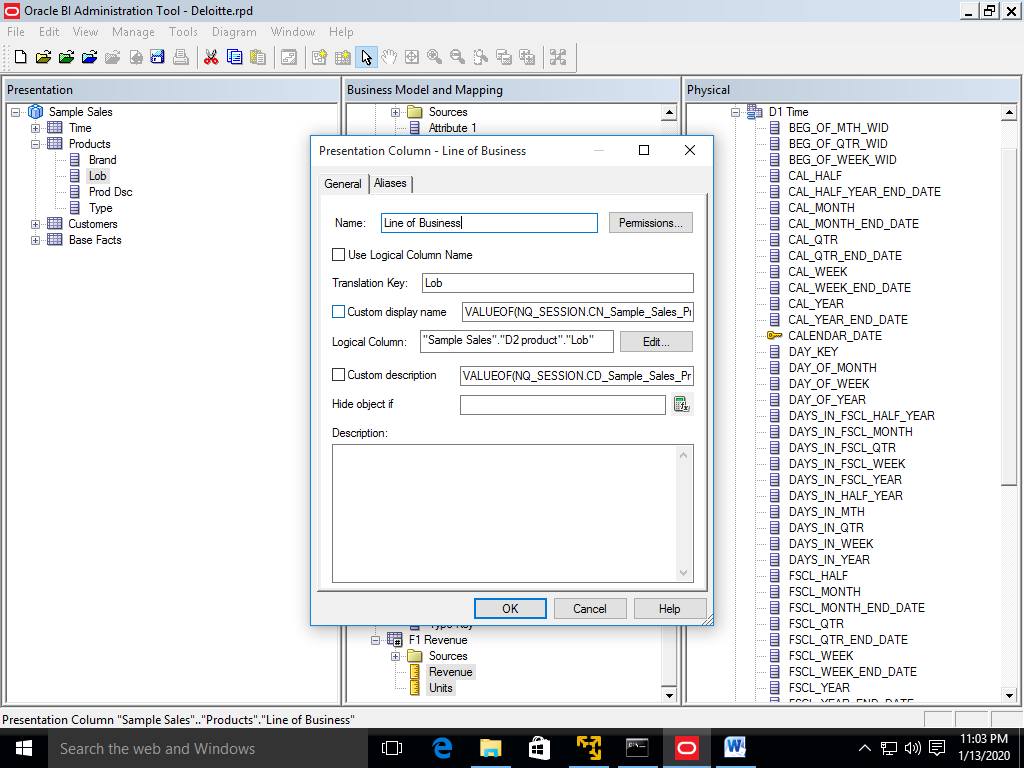 Oracle BI Administration Tool - Deloitte.rpd
File Edit View Manage Tools Diagram Window Help
Presentation
Sample Sales
Time
Products
Brand
Lob
Prod Dsc
Type
Customers
Base Facts
Business Model and Mapping
Sources
Attribute 1
Presentation Column - Line of Business
General Aliases
Name: Line of Business Permissions...
Use Logical Column Name
Translation Key: Lob
Custom display name VALUEOF(NQ_SESSION.CN_Sample_Sales_Pr
Logical Column: "Sample Sales"."D2 product"."Lob" Edit...
Custom description VALUEOF(NQ_SESSION.CD_Sample_Sales_Pr
Hide object if
Description:
OK Cancel Help
F1 Revenue
Sources
Revenue
Units
Physical
D1 Time
BEG_OF_MTH_WID
BEG_OF_QTR_WID
BEG_OF_WEEK_WID
CAL_HALF
CAL_HALF_YEAR_END_DATE
CAL_MONTH
CAL_MONTH_END_DATE
CAL_QTR
CAL_QTR_END_DATE
CAL_WEEK
CAL_WEEK_END_DATE
CAL_YEAR
CAL_YEAR_END_DATE
CALENDAR_DATE
DAY_KEY
DAY_OF_MONTH
DAY_OF_WEEK
DAY_OF_YEAR
DAYS_IN_FSCL_HALF_YEAR
DAYS_IN_FSCL_MONTH
DAYS_IN_FSCL_QTR
DAYS_IN_FSCL_WEEK
DAYS_IN_FSCL_YEAR
DAYS_IN_HALF_YEAR
DAYS_IN_MTH
DAYS_IN_QTR
DAYS_IN_WEEK
DAYS_IN_YEAR
FSCL_HALF
FSCL_MONTH
FSCL_MONTH_END_DATE
FSCL_QTR
FSCL_QTR_END_DATE
FSCL_WEEK
FSCL_WEEK_END_DATE
FSCL_YEAR
Presentation Column "Sample Sales".."Products"."Line of Business"
Search the web and Windows
11:03 PM
1/13/2020